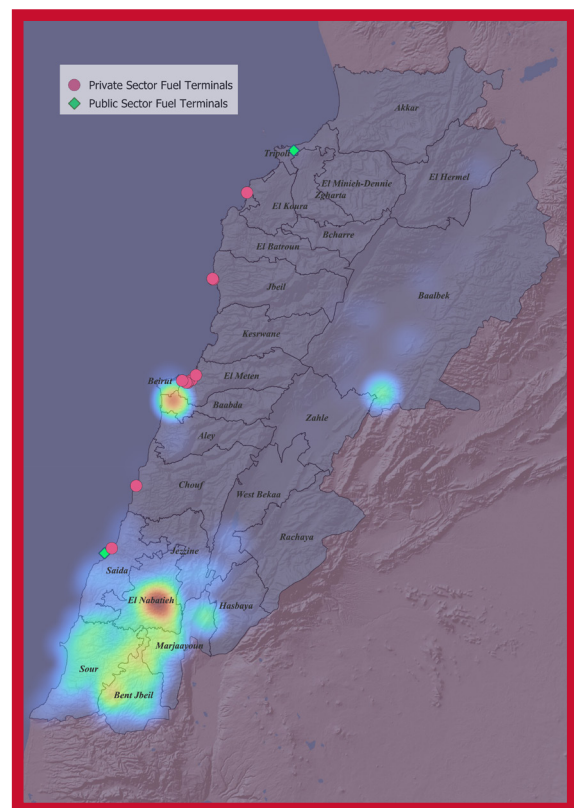 Private Sector Fuel Terminals
Public Sector Fuel Terminals
Akkar
Tripoli
El Minieh-Dennie
El Hermel
Zgharta
El Koura
Bcharre
El Batroun
Jbeil
Baalbek
Kesrwane
El Meten
Beirut
Baabda
Zahle
Aley
Chouf
West Bekaa
Rachaya
Jezzine
Saida
El Nabatieh
Hasbaya
Marjaayoun
Sour
Bent Jbeil